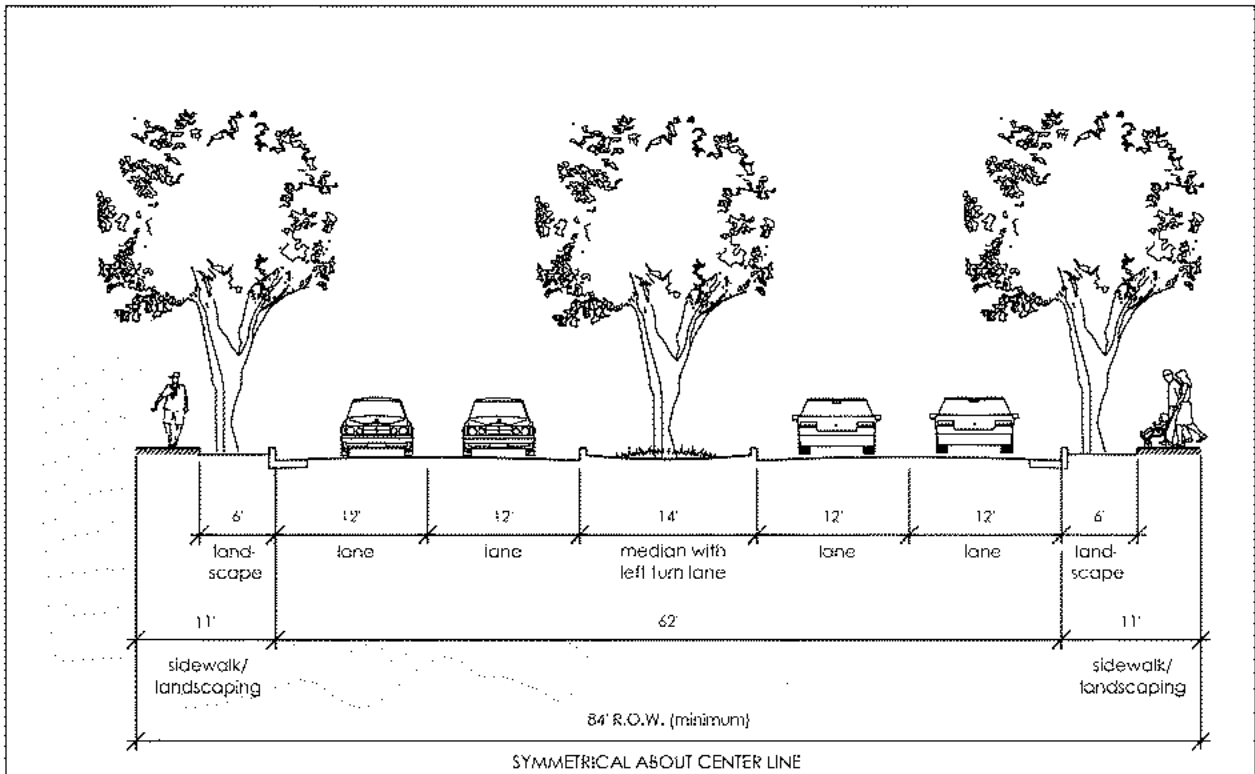 6' 12' 12' 14' 12' 12' 6'
land- lane lane median with lane lane land-
scape left turn lane scape
11' 62' 11'
sidewalk/ sidewalk/
landscaping landscaping
84' R.O.W. (minimum)
SYMMETRICAL ABOUT CENTER LINE